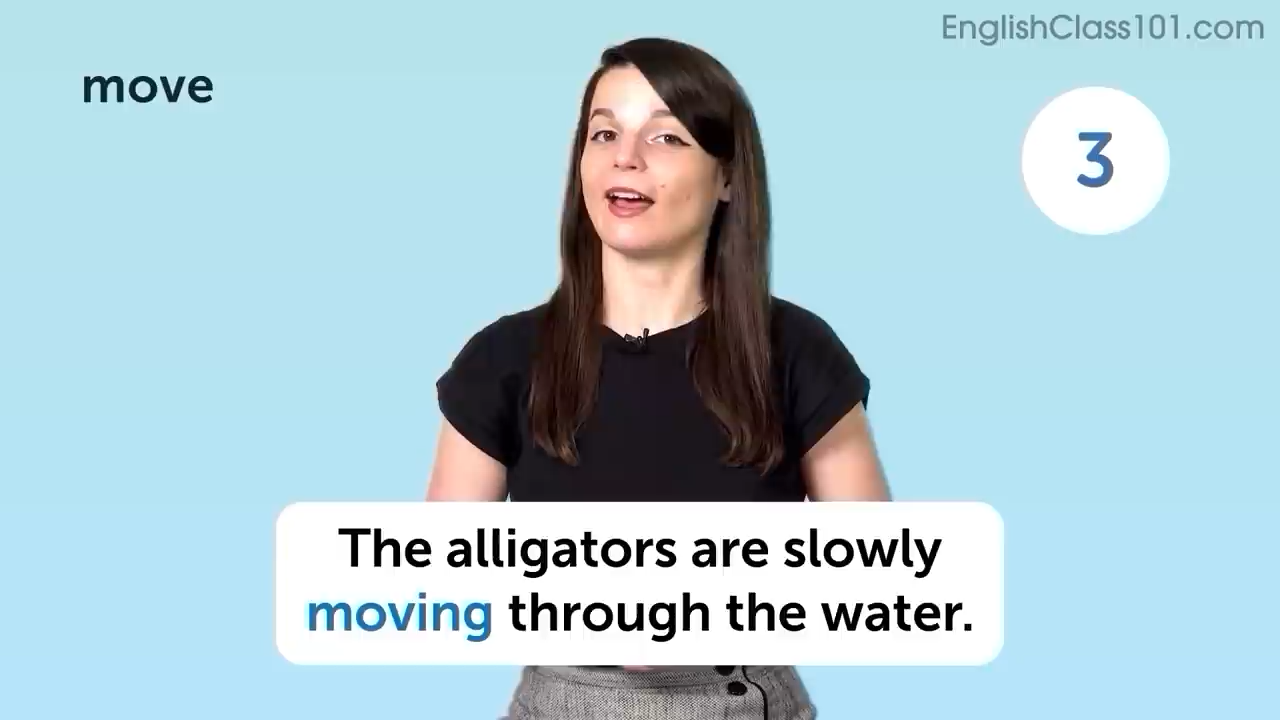 EnglishClass101.com
move
3
The alligators are slowly
moving through the water.